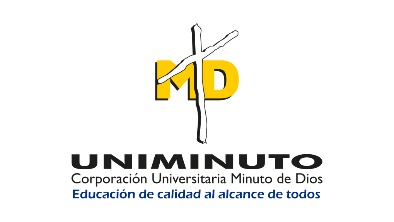 MD
UNIMINUTO
Corporación Universitaria Minuto de Dios
Educación de calidad al alcance de todos